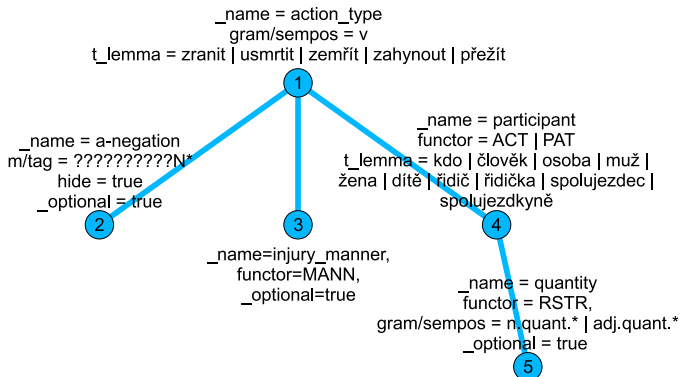 _name = action_type
gram/sempos = v
t_lemma = zranit | usmrtit | zemřít | zahynout | přežít
1
_name = a-negation
m/tag = ??????????N*
hide = true
_optional = true
2
_name=injury_manner,
functor=MANN,
_optional=true
3
_name = participant
functor = ACT | PAT
t_lemma = kdo | člověk | osoba | muž |
žena | dítě | řidič | řidička | spolujezdec |
spolujezdkyně
4
_name = quantity
functor = RSTR,
gram/sempos = n.quant.* | adj.quant.*
_optional = true
5